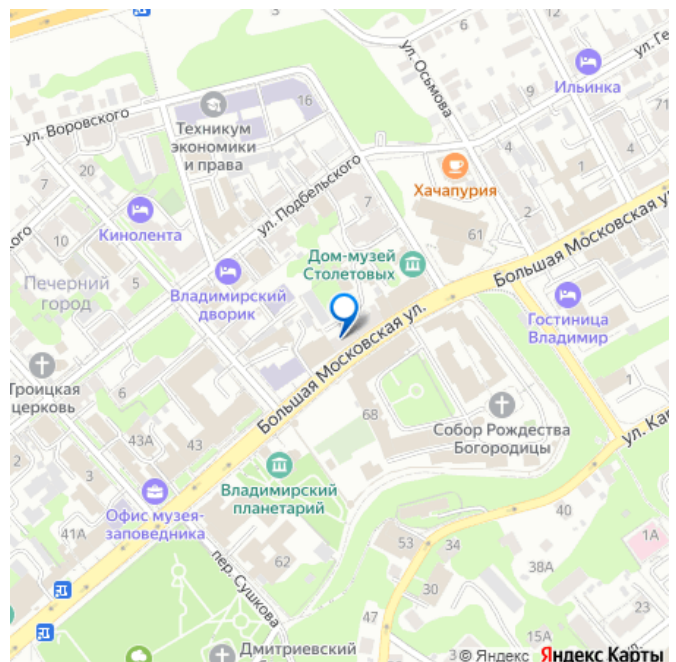 6
ул. Осьмова
ул. Ге
Ильинка
16
9
71
ул. Воровского
Техникум
экономики
и права
7
20
4
4
Хачапурия
ул. Подбельского
7
2
Кинолента
61
10
Дом-музей
Столетовых
Большая Московская у
Печерний
город
5
Владимирский
дворик
Гостиница
Владимир
Большая Московская ул.
Троицкая
церковь
6
1
68
Собор Рождества
Богородицы
43А
43
ул. Ка
2
3
Владимирский
планетарий
Офис музея-
заповедника
40
41А
53
34
1А
62
38А
пер. Сушкова
30
47
23
15А
ул.
Дмитриевский
3
© Яндекс Яндекс Карты